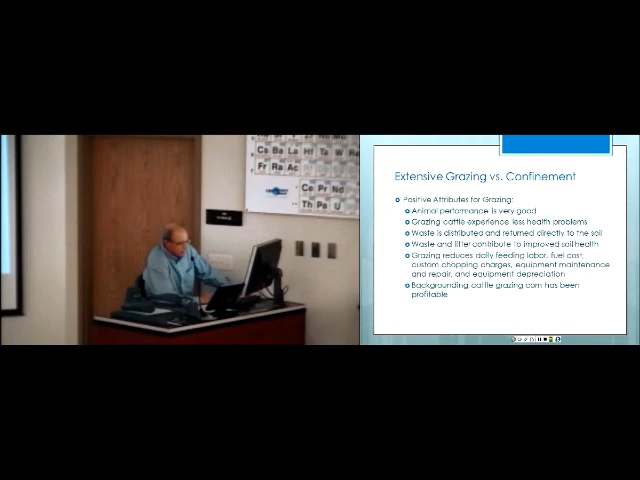 Cs Ba La Hf Ta W Re
Fr Ra Ac
Ce Pr Nd
Th Pa U
Extensive Grazing vs. Confinement
Positive Attributes for Grazing:
Animal performance is very good
Grazing cattle experience less health problems
Waste is distributed and returned directly to the soil
Waste and litter contribute to improved soil health
Grazing reduces daily feeding labor, fuel cost,
custom chopping charges, equipment maintenance
and repair, and equipment depreciation
Backgrounding cattle grazing corn has been
profitable